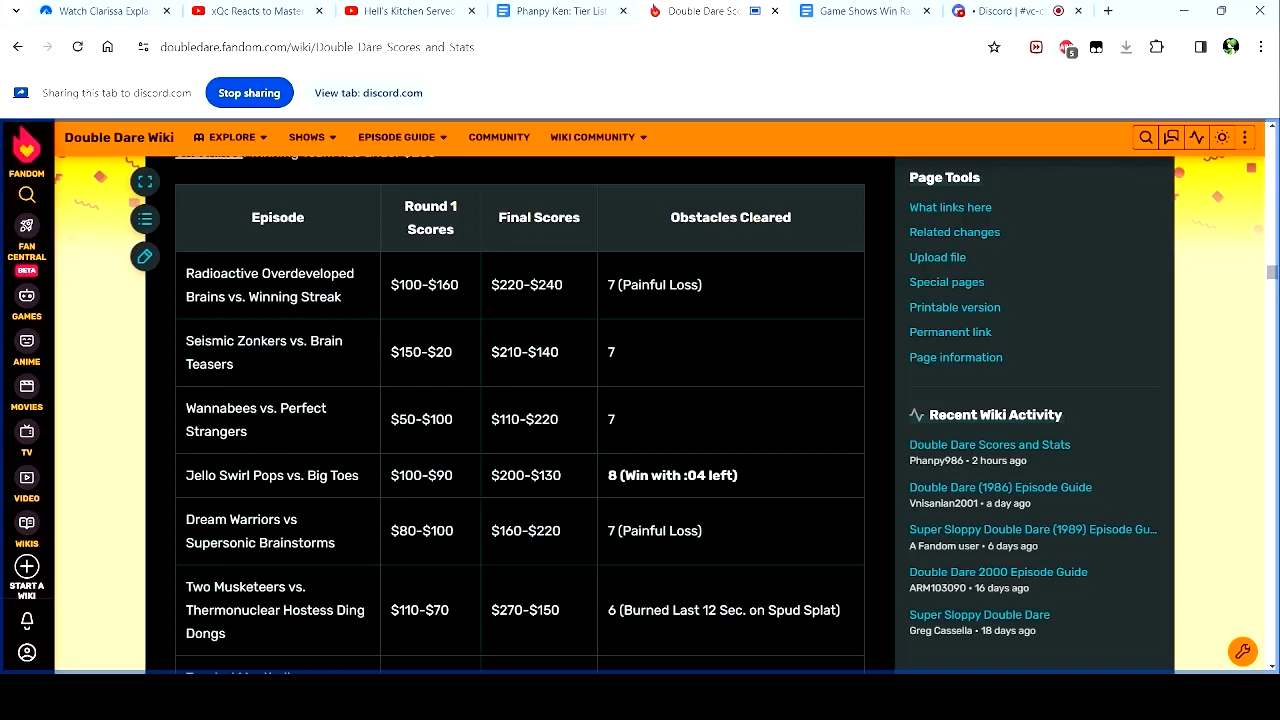 Watch Clarissa Explan
xQc Reacts to Master
Hell's Kitchen Served
Phanpy Ken: Tier List
Double Dare Sco
Game Shows Win Ra
• Discord | #vc-c
doubledare.fandom.com/wiki/Double_Dare_Scores_and_Stats
5
Sharing this tab to discord.com
Stop sharing
View tab: discord.com
Double Dare Wiki
EXPLORE
SHOWS
EPISODE GUIDE
COMMUNITY
WIKI COMMUNITY
FANDOM
FAN
CENTRAL
BETA
GAMES
ANIME
MOVIES
TV
VIDEO
WIKIS
START A
WIKI
Episode
Round 1
Scores
Final Scores
Obstacles Cleared
Radioactive Overdeveloped
Brains vs. Winning Streak
$100-$160
$220-$240
7 (Painful Loss)
Seismic Zonkers vs. Brain
Teasers
$150-$20
$210-$140
7
Wannabees vs. Perfect
Strangers
$50-$100
$110-$220
7
Jello Swirl Pops vs. Big Toes
$100-$90
$200-$130
8 (Win with :04 left)
Dream Warriors vs
Supersonic Brainstorms
$80-$100
$160-$220
7 (Painful Loss)
Two Musketeers vs.
Thermonuclear Hostess Ding
Dongs
$110-$70
$270-$150
6 (Burned Last 12 Sec. on Spud Splat)
Page Tools
What links here
Related changes
Upload file
Special pages
Printable version
Permanent link
Page information
Recent Wiki Activity
Double Dare Scores and Stats
Phanpy986 • 2 hours ago
Double Dare (1986) Episode Guide
Vnisanian2001 • a day ago
Super Sloppy Double Dare (1989) Episode Gu...
A Fandom user • 6 days ago
Double Dare 2000 Episode Guide
ARM103090 • 16 days ago
Super Sloppy Double Dare
Greg Cassella • 18 days ago